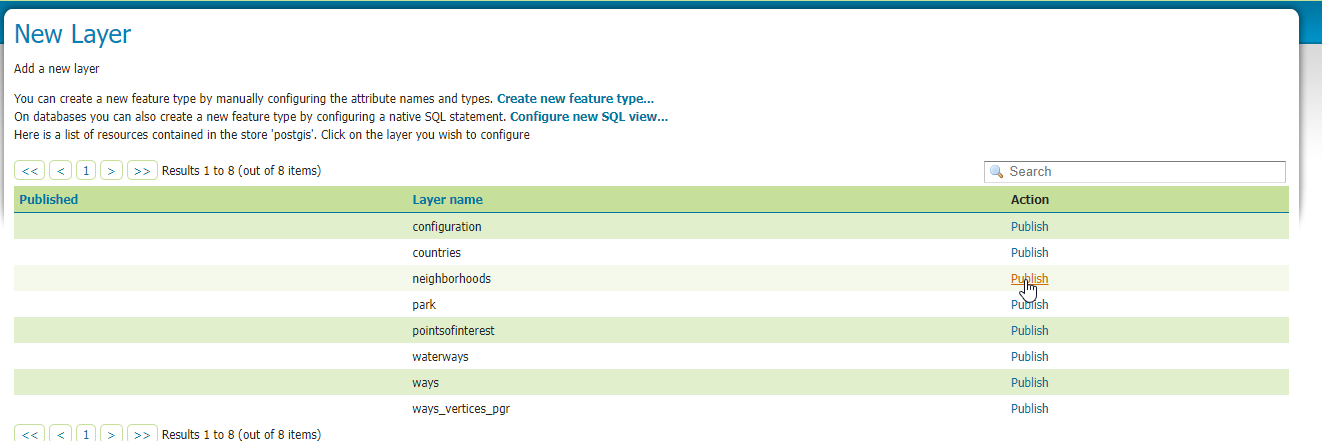 New Layer
Add a new layer
You can create a new feature type by manually configuring the attribute names and types. Create new feature type...
On databases you can also create a new feature type by configuring a native SQL statement. Configure new SQL view...
Here is a list of resources contained in the store 'postgis'. Click on the layer you wish to configure
<< < 1 > >> Results 1 to 8 (out of 8 items) Search
Published Layer name Action
configuration Publish
countries Publish
neighborhoods Publish
park Publish
pointsofinterest Publish
waterways Publish
ways Publish
ways_vertices_pgr Publish
<< < 1 > >> Results 1 to 8 (out of 8 items)